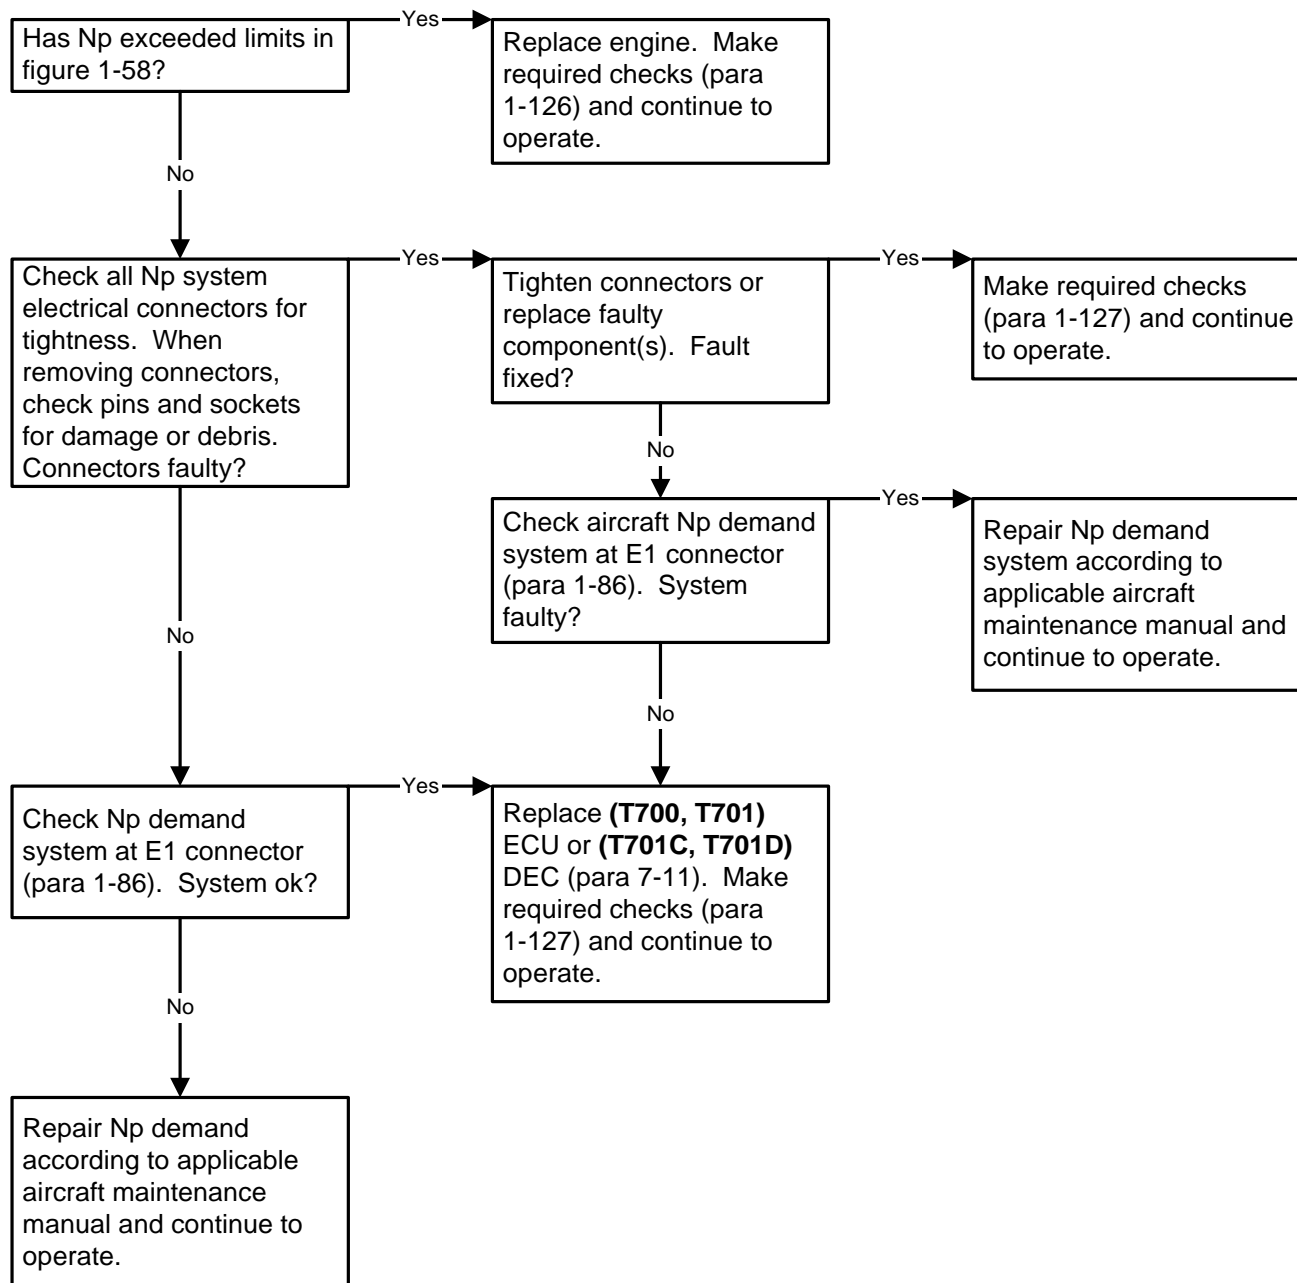 Has Np exceeded limits in
figure 1-58?
Yes
Replace engine.  Make
required checks (para
1-126) and continue to
operate.
No
Check all Np system
electrical connectors for
tightness.  When
removing connectors,
check pins and sockets
for damage or debris.
Connectors faulty?
Yes
Tighten connectors or
replace faulty
component(s).  Fault
fixed?
Yes
Make required checks
(para 1-127) and continue
to operate.
No
Check aircraft Np demand
system at E1 connector
(para 1-86).  System
faulty?
Yes
Repair Np demand
system according to
applicable aircraft
maintenance manual and
continue to operate.
No
No
Check Np demand
system at E1 connector
(para 1-86).  System ok?
Yes
Replace (T700, T701)
ECU or (T701C, T701D)
DEC (para 7-11).  Make
required checks (para
1-127) and continue to
operate.
No
Repair Np demand
according to applicable
aircraft maintenance
manual and continue to
operate.